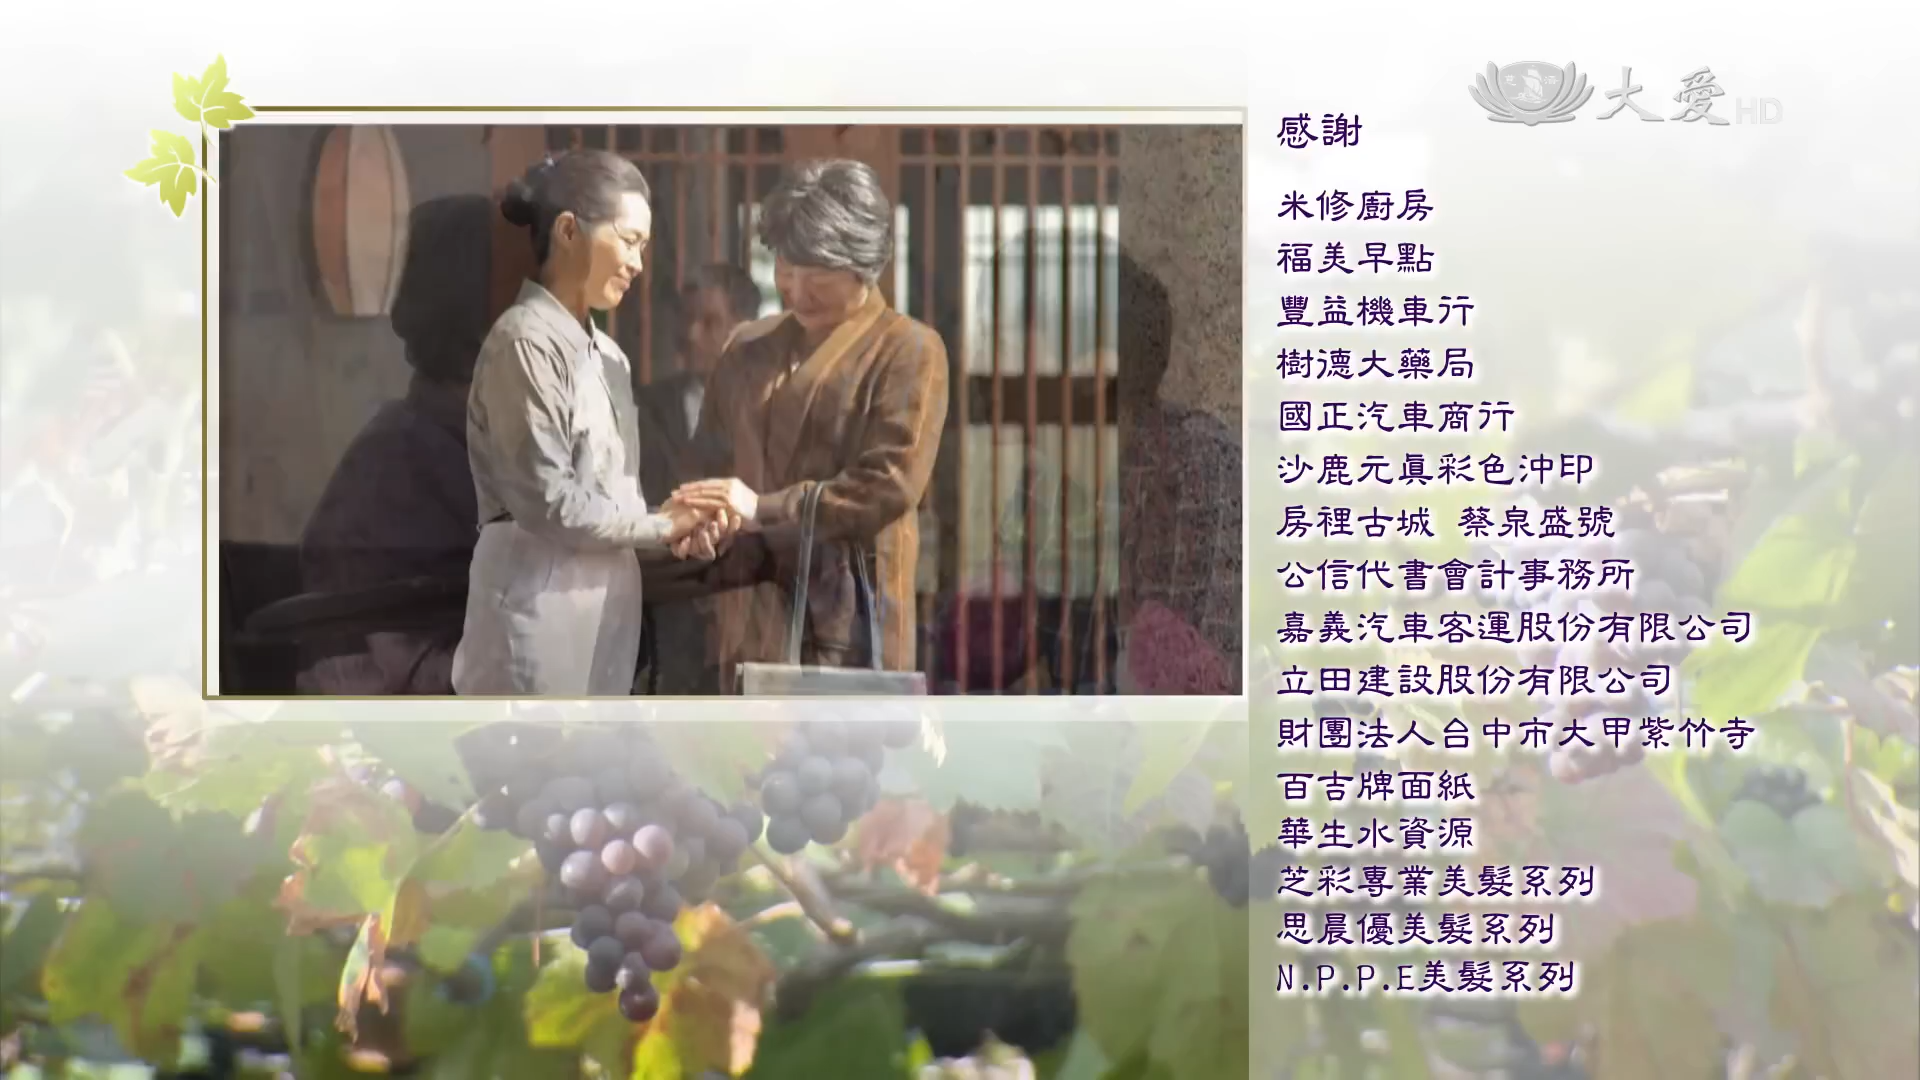 大愛HD
感謝
米修廚房
福美早點
豐益機車行
樹德大藥局
國正汽車商行
沙鹿元真彩色沖印
房裡古城 蔡泉盛號
公信代書會計事務所
嘉義汽車客運股份有限公司
立田建設股份有限公司
財團法人台中市大甲紫竹寺
百吉牌面紙
華生水資源
芝彩專業美髮系列
思晨優美髮系列
N.P.P.E美髮系列